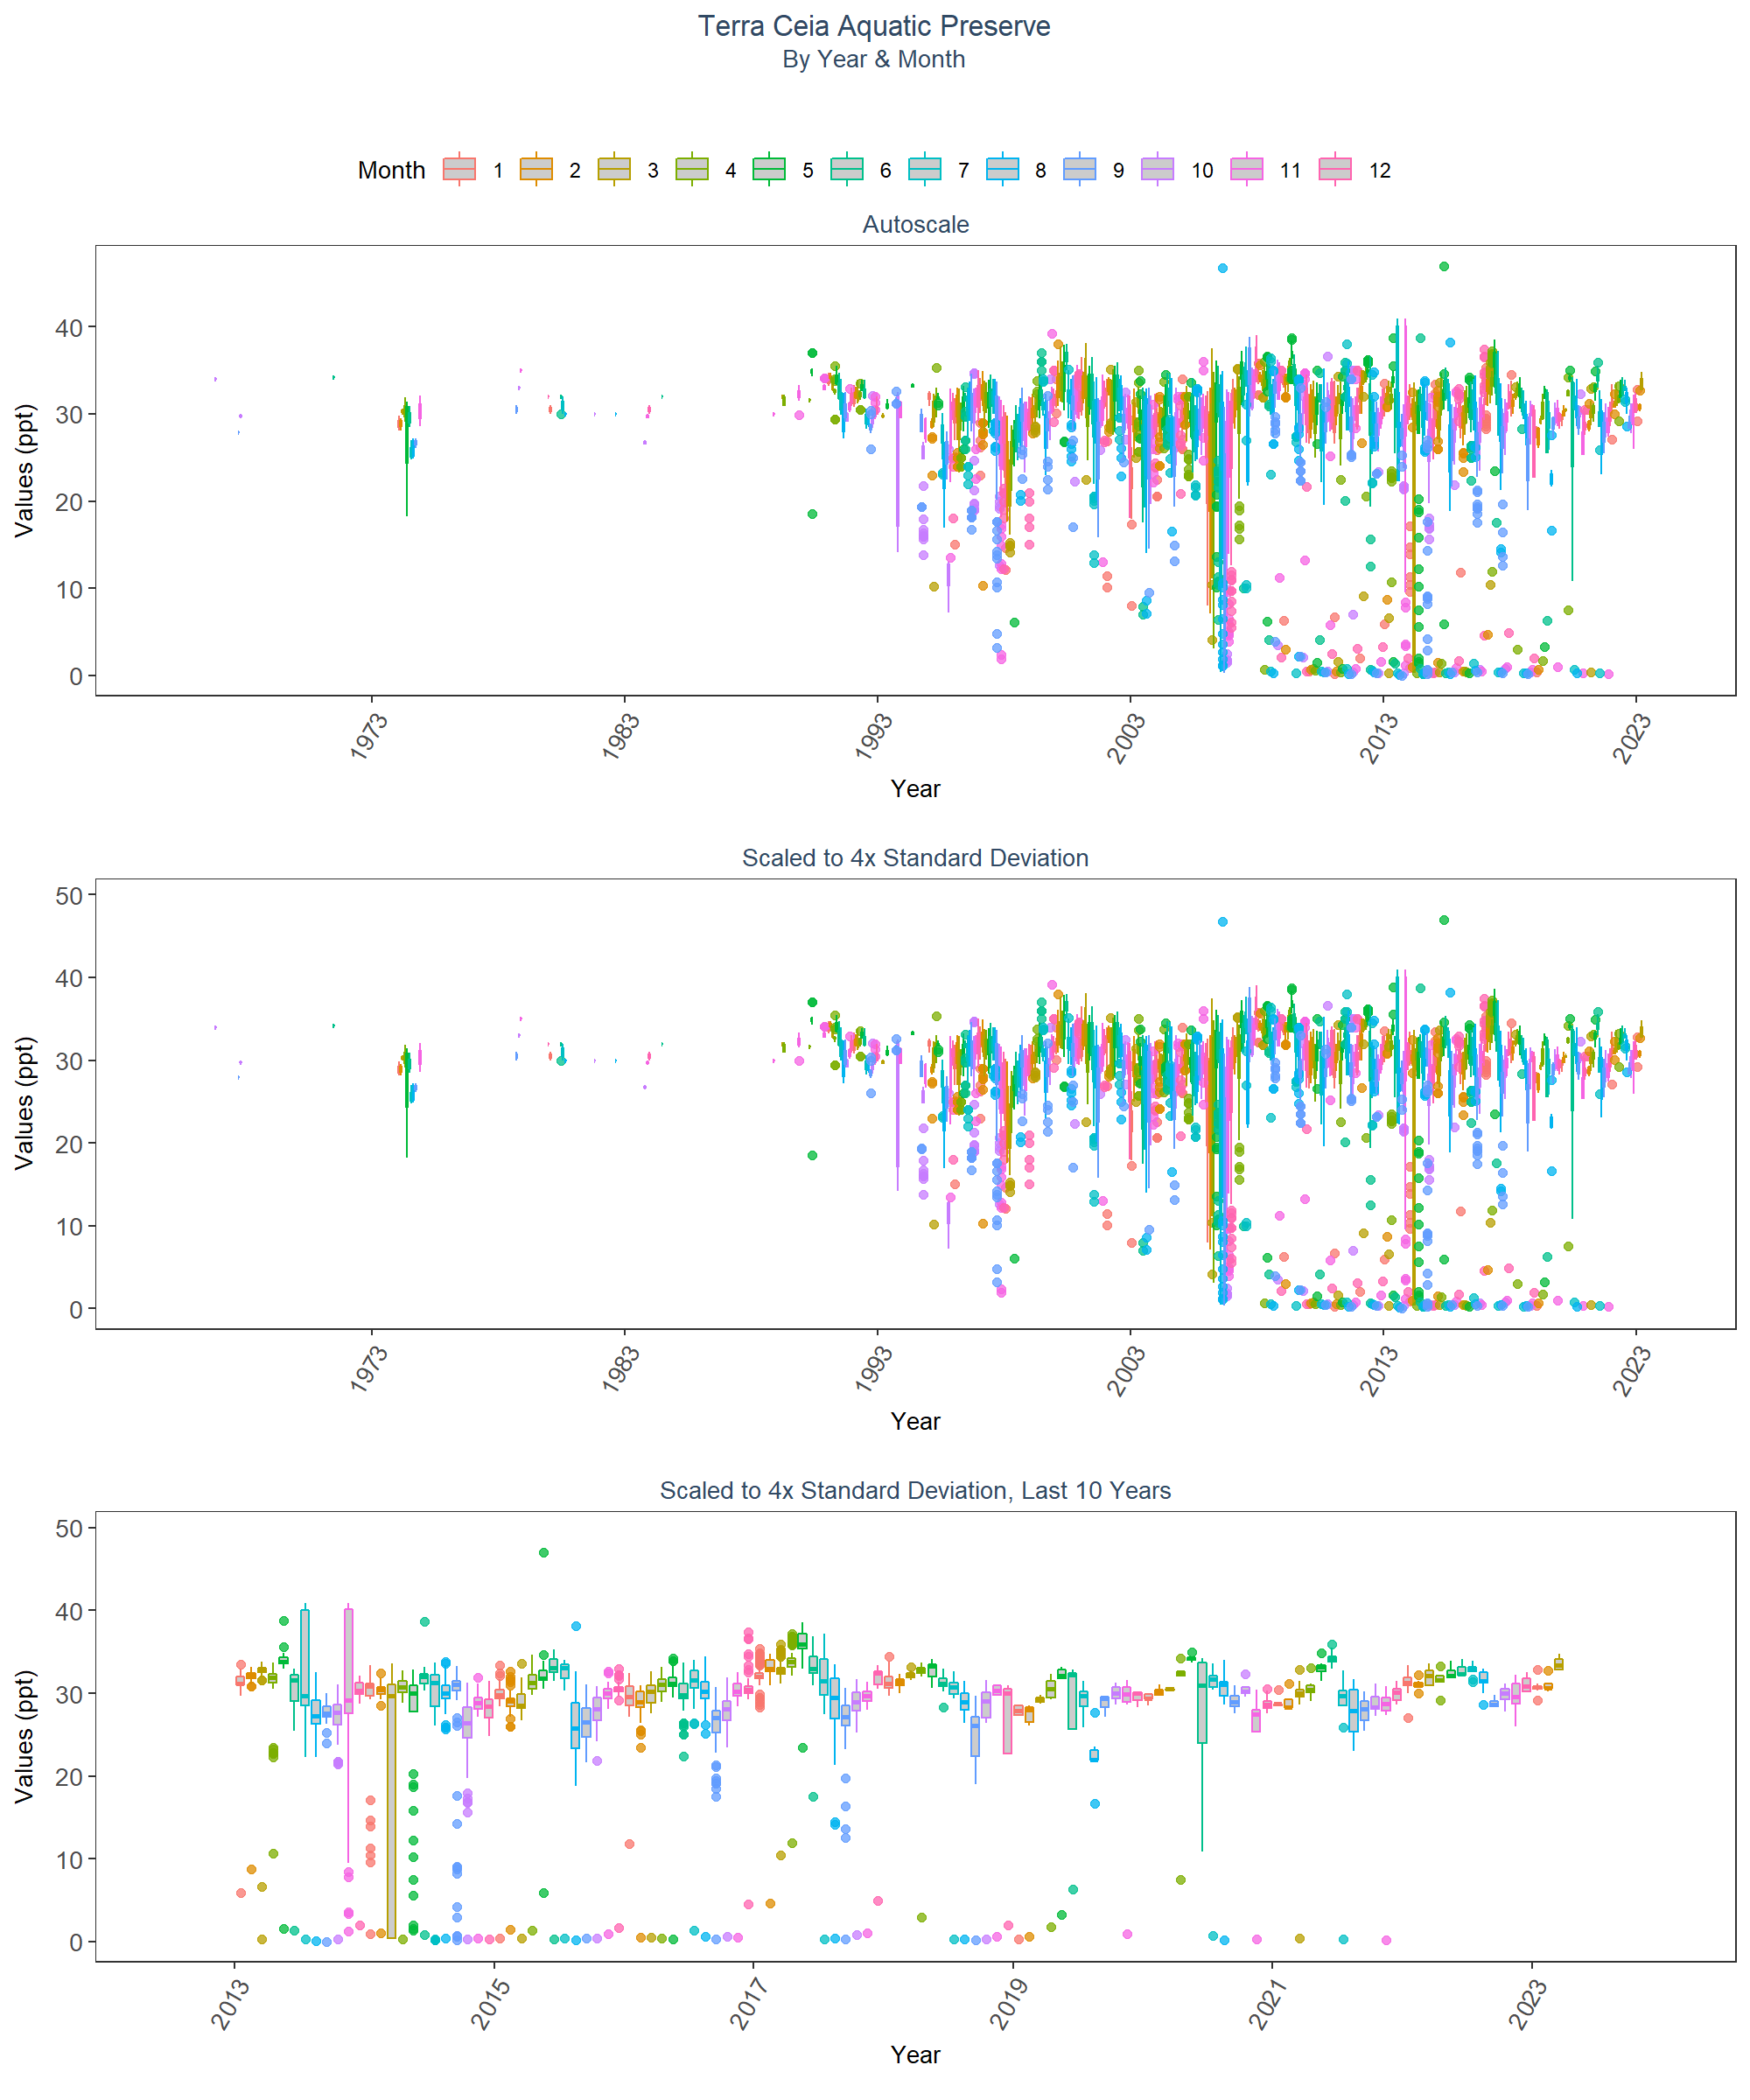 Terra Ceia Aquatic Preserve
By Year & Month
Month 1 2 3 4 5 6 7 8 9 10 11 12
Autoscale
Values (ppt)
40
30
20
10
0
1973 1983 1993 2003 2013 2023
Year
Scaled to 4x Standard Deviation
Values (ppt)
50
40
30
20
10
0
1973 1983 1993 2003 2013 2023
Year
Scaled to 4x Standard Deviation, Last 10 Years
Values (ppt)
50
40
30
20
10
0
2013 2015 2017 2019 2021 2023
Year